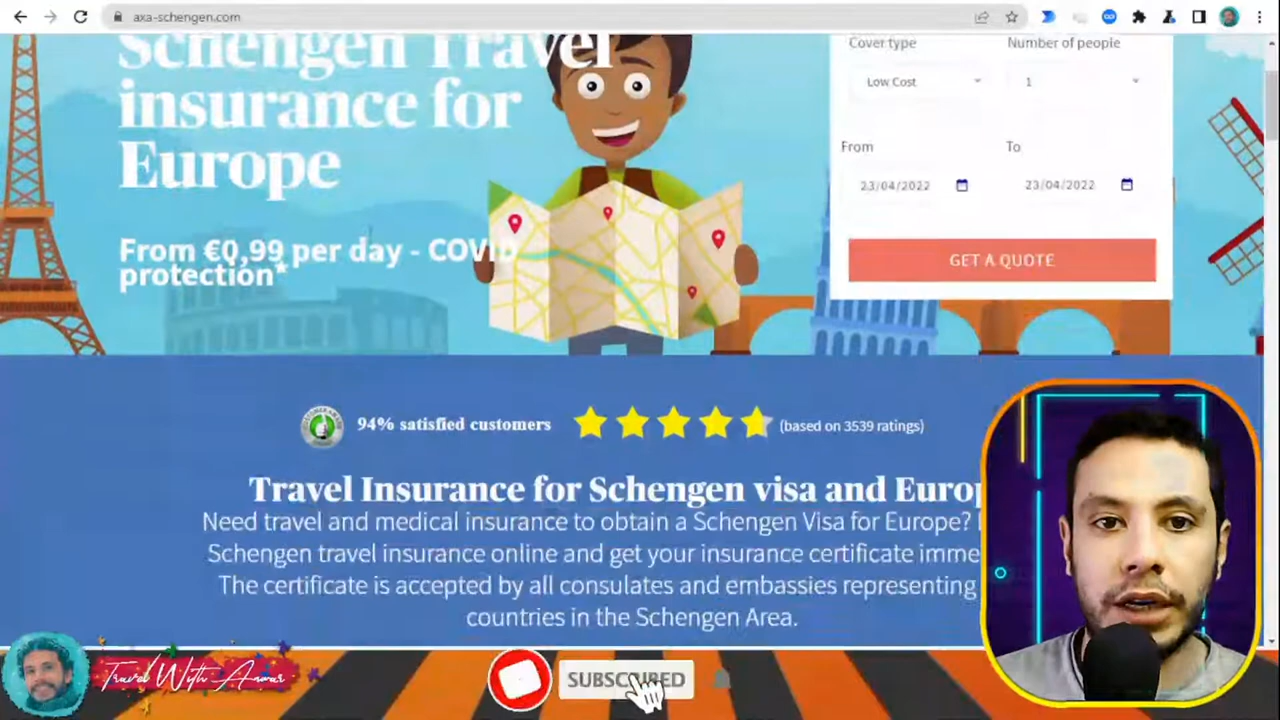 axa-schengen.com
Schengen Travel
insurance for
Europe
From €0,99 per day - COVID
protection*
Cover type
Number of people
Low Cost
1
From
To
23/04/2022
23/04/2022
GET A QUOTE
94% satisfied customers
(based on 3539 ratings)
Travel Insurance for Schengen visa and Europ
Need travel and medical insurance to obtain a Schengen Visa for Europe?
Schengen travel insurance online and get your insurance certificate imme
The certificate is accepted by all consulates and embassies representing
countries in the Schengen Area.
Travel With Anwar
SUBSCRIBED